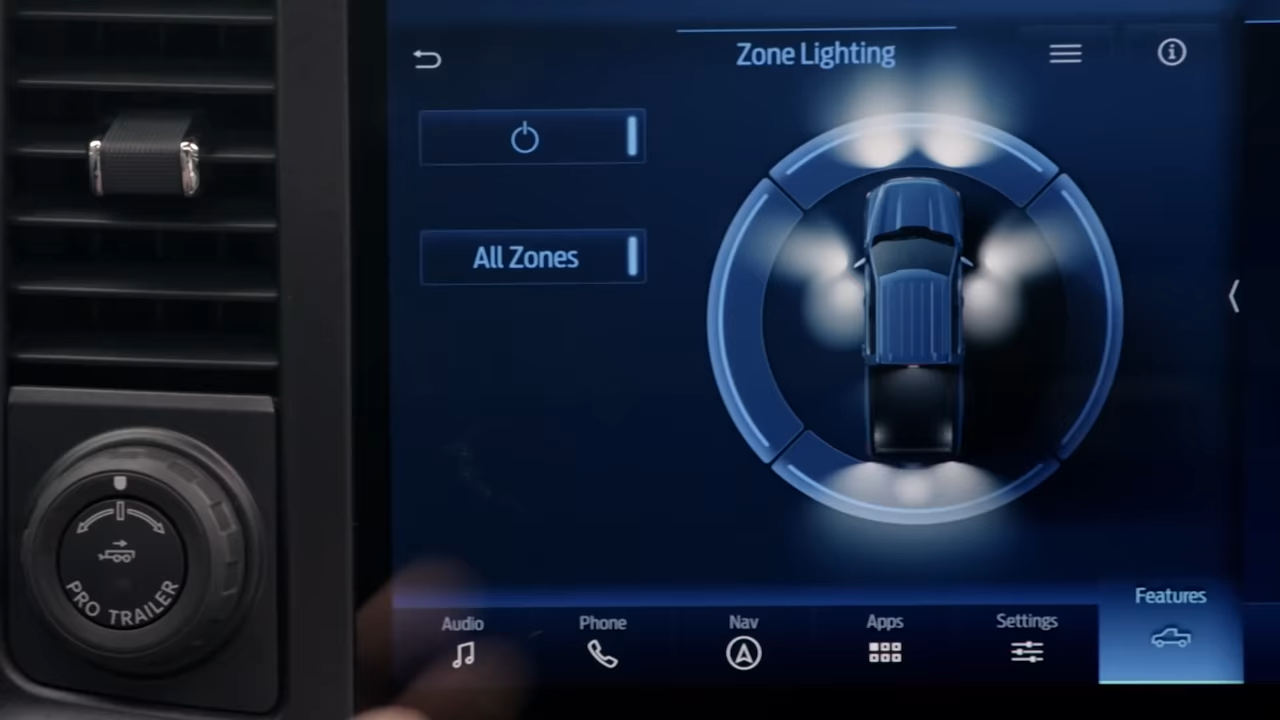 Zone Lighting
All Zones
PRO TRAILER
Audio
Phone
Nav
Apps
Settings
Features